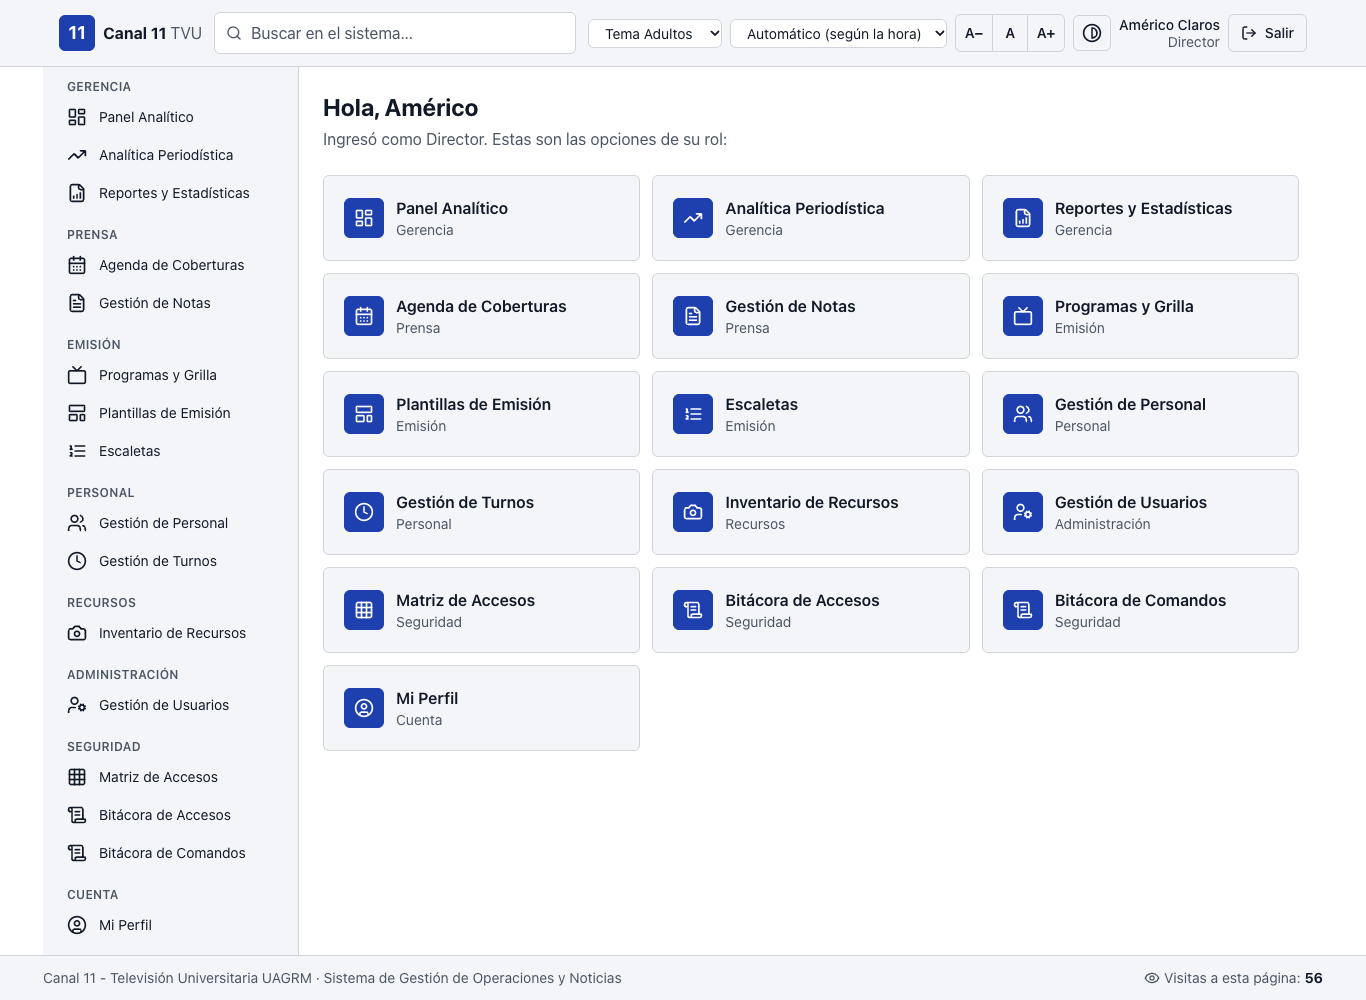 11 Canal 11 TVU
Buscar en el sistema...
Tema Adultos
Automático (según la hora)
A− A A+
Américo Claros
Director
Salir
GERENCIA
Panel Analítico
Analítica Periodística
Reportes y Estadísticas
PRENSA
Agenda de Coberturas
Gestión de Notas
EMISIÓN
Programas y Grilla
Plantillas de Emisión
Escaletas
PERSONAL
Gestión de Personal
Gestión de Turnos
RECURSOS
Inventario de Recursos
ADMINISTRACIÓN
Gestión de Usuarios
SEGURIDAD
Matriz de Accesos
Bitácora de Accesos
Bitácora de Comandos
CUENTA
Mi Perfil
Hola, Américo
Ingresó como Director. Estas son las opciones de su rol:
Panel Analítico
Gerencia
Analítica Periodística
Gerencia
Reportes y Estadísticas
Gerencia
Agenda de Coberturas
Prensa
Gestión de Notas
Prensa
Programas y Grilla
Emisión
Plantillas de Emisión
Emisión
Escaletas
Emisión
Gestión de Personal
Personal
Gestión de Turnos
Personal
Inventario de Recursos
Recursos
Gestión de Usuarios
Administración
Matriz de Accesos
Seguridad
Bitácora de Accesos
Seguridad
Bitácora de Comandos
Seguridad
Mi Perfil
Cuenta
Canal 11 - Televisión Universitaria UAGRM · Sistema de Gestión de Operaciones y Noticias
Visitas a esta página: 56